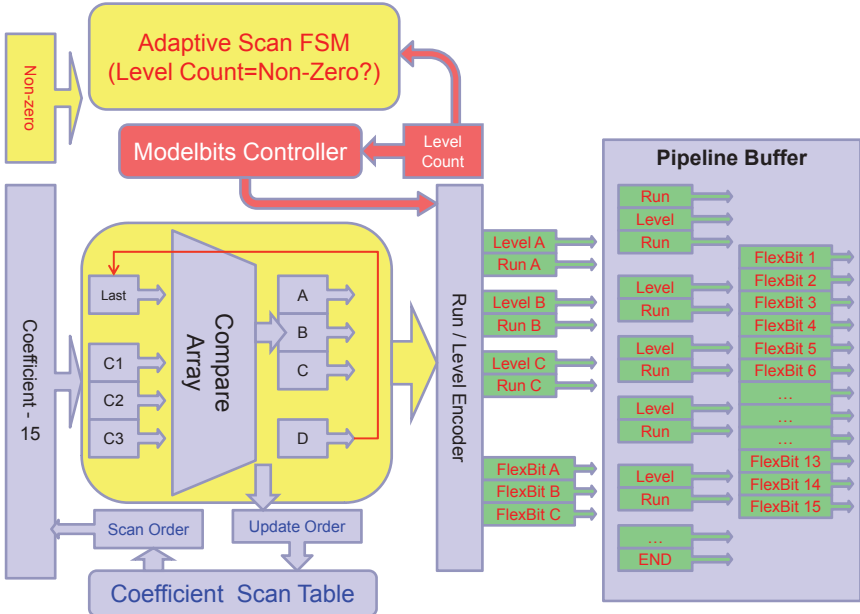 Non-zero
Adaptive Scan FSM
(Level Count=Non-Zero?)
Modelbits Controller
Level
Count
Coefficient - 15
Last
C1
C2
C3
Compare
Array
A
B
C
D
Scan Order
Update Order
Coefficient Scan Table
Run / Level Encoder
Level A
Run A
Level B
Run B
Level C
Run C
FlexBit A
FlexBit B
FlexBit C
Pipeline Buffer
Run
Level
Run
Level
Run
Level
Run
Level
Run
Level
Run
...
END
FlexBit 1
FlexBit 2
FlexBit 3
FlexBit 4
FlexBit 5
FlexBit 6
...
...
...
FlexBit 13
FlexBit 14
FlexBit 15